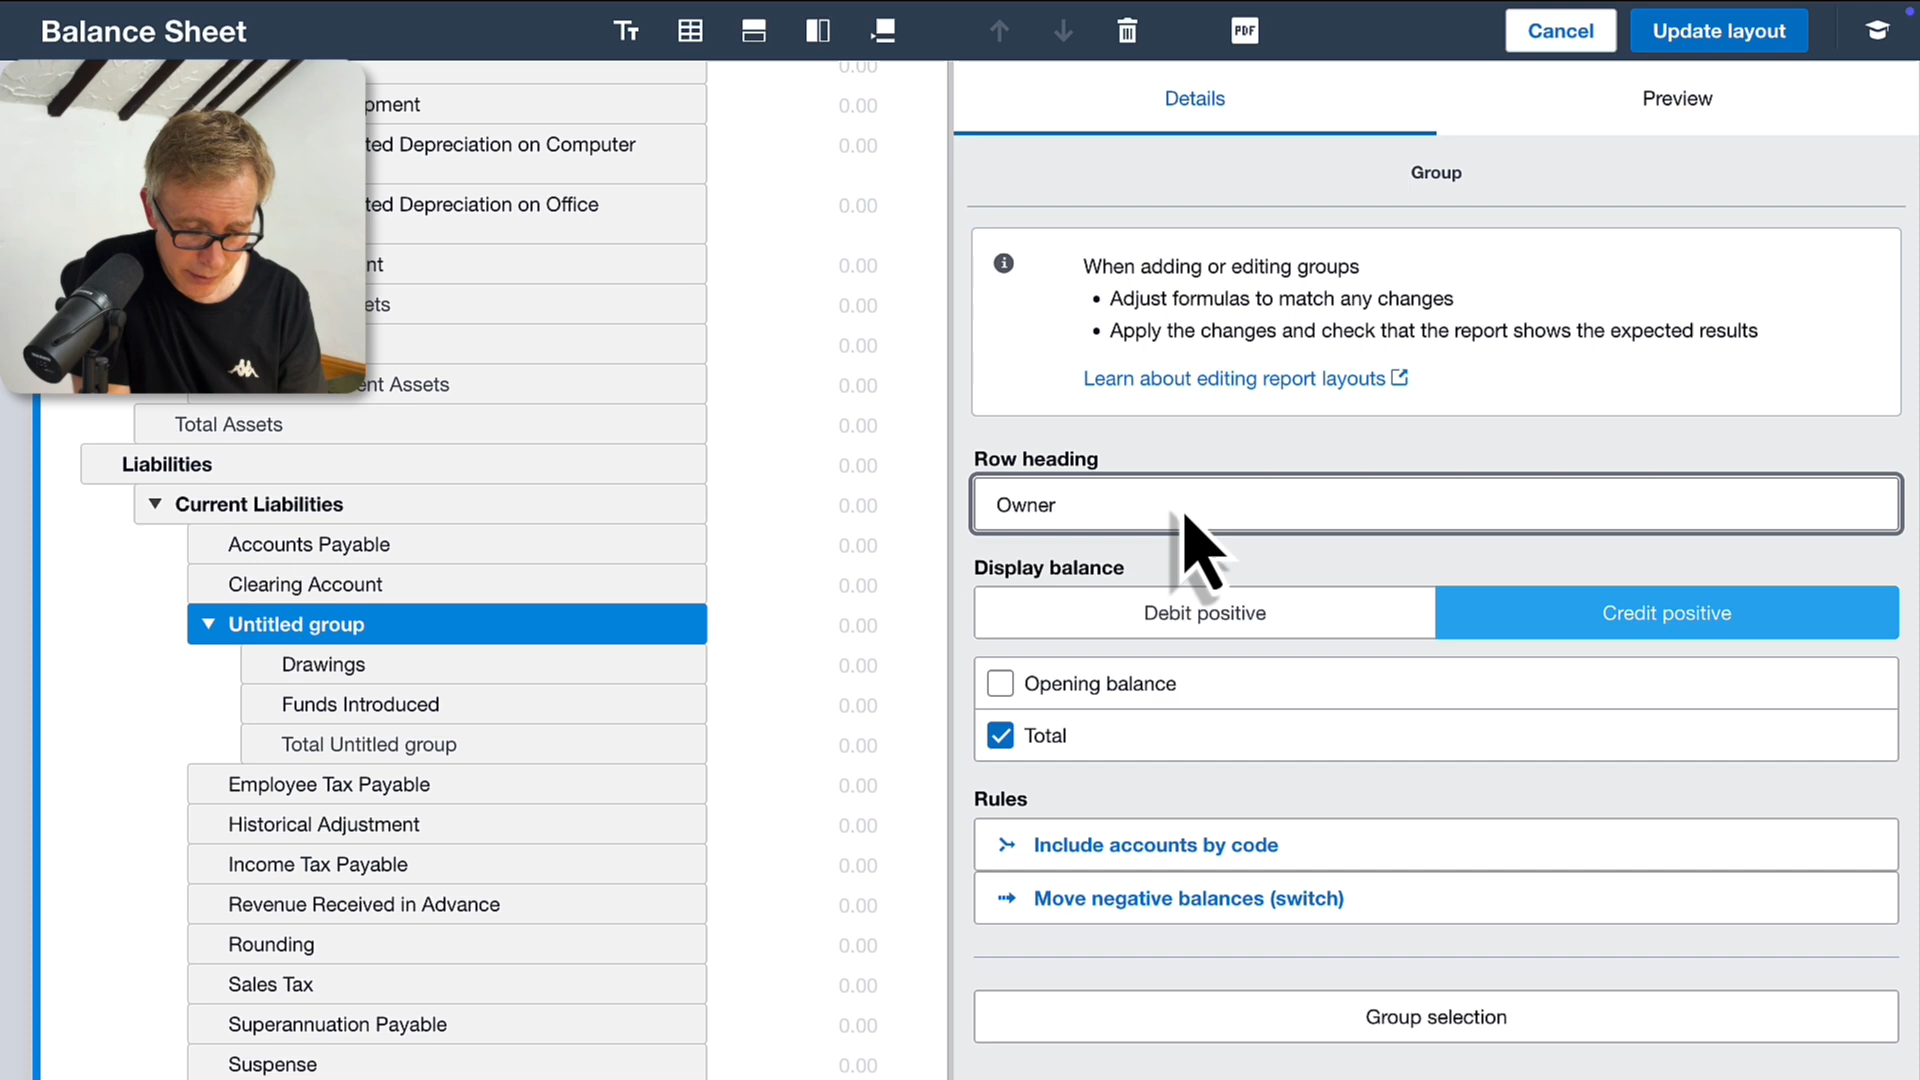 Balance Sheet
Tт
PDF
Cancel
Update layout
0.00
pment
0.00
ted Depreciation on Computer
0.00
ted Depreciation on Office
0.00
nt
0.00
ets
0.00
0.00
ent Assets
0.00
Total Assets
0.00
Liabilities
0.00
Current Liabilities
0.00
Accounts Payable
0.00
Clearing Account
0.00
Untitled group
0.00
Drawings
0.00
Funds Introduced
0.00
Total Untitled group
0.00
Employee Tax Payable
0.00
Historical Adjustment
0.00
Income Tax Payable
0.00
Revenue Received in Advance
0.00
Rounding
0.00
Sales Tax
0.00
Superannuation Payable
0.00
Suspense
0.00
Details
Preview
Group
When adding or editing groups
• Adjust formulas to match any changes
• Apply the changes and check that the report shows the expected results
Learn about editing report layouts
Row heading
Owner
Display balance
Debit positive
Credit positive
Opening balance
Total
Rules
Include accounts by code
Move negative balances (switch)
Group selection